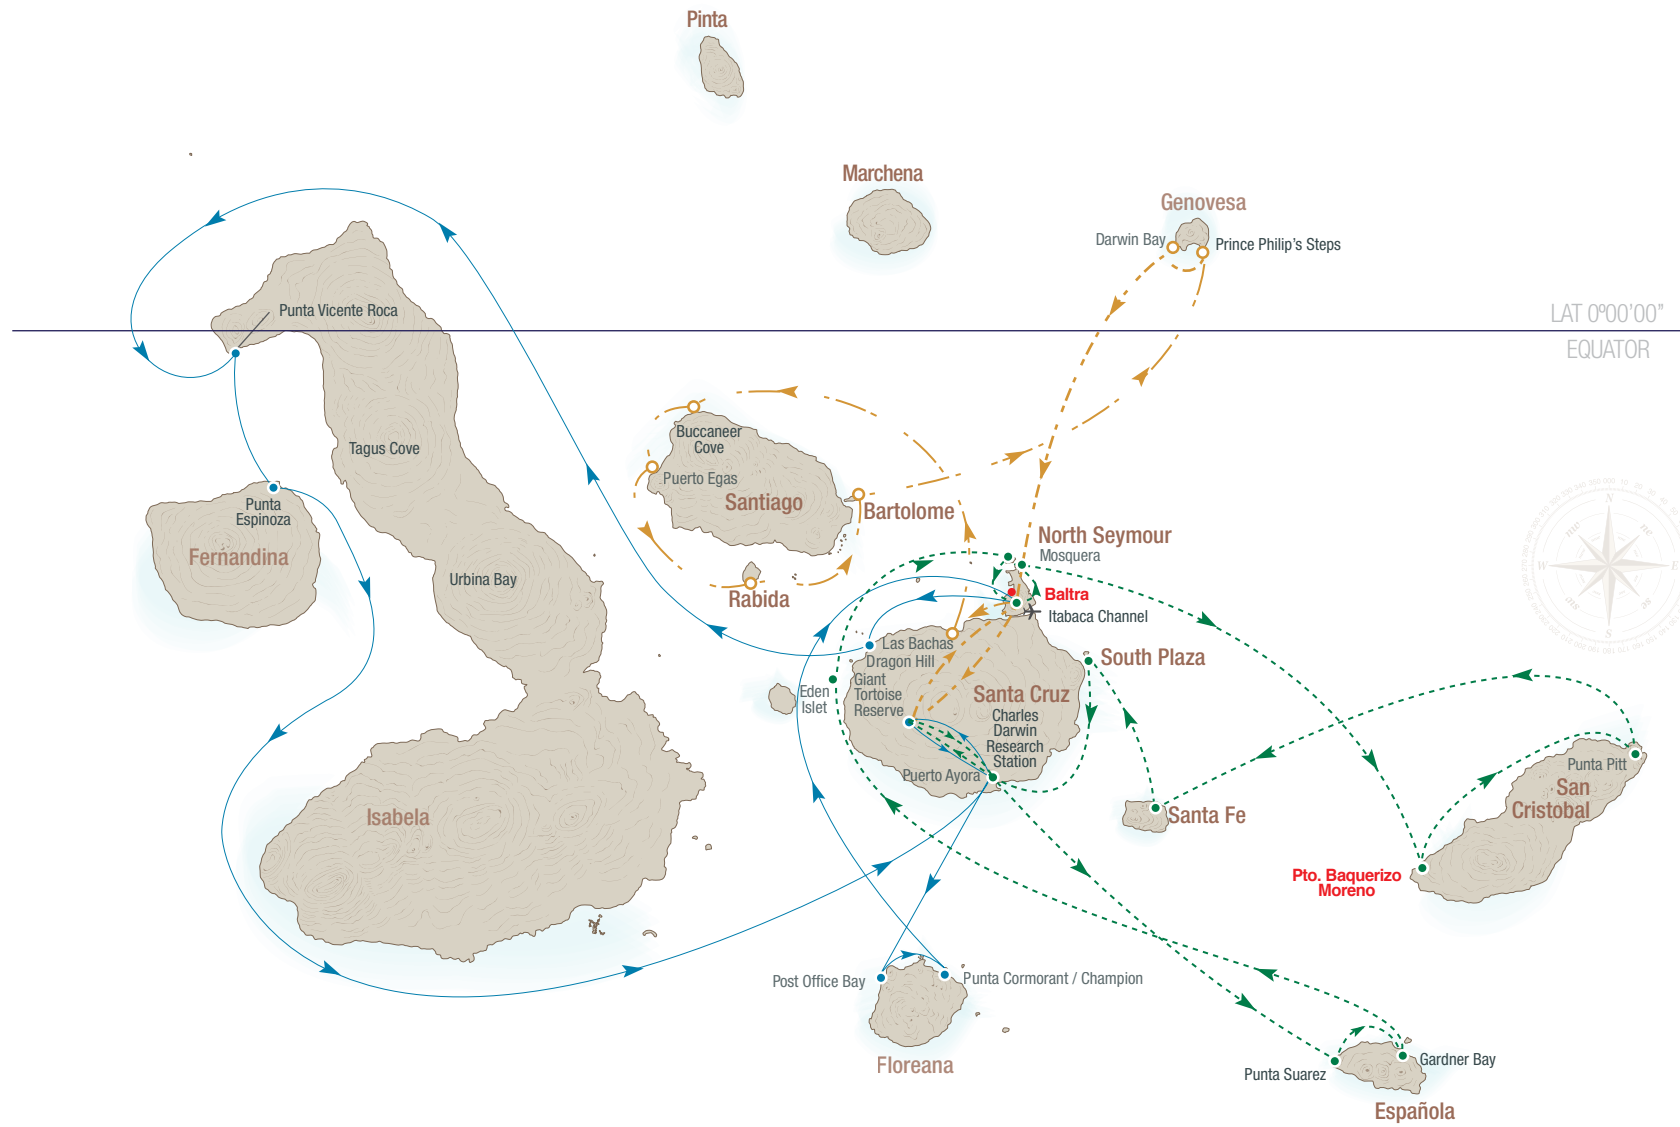 Pinta
Marchena
Genovesa
Darwin Bay
Prince Philip's Steps
Punta Vicente Roca
LAT 0º00'00"
EQUATOR
Buccaneer
Cove
Tagus Cove
Puerto Egas
Santiago
Bartolome
Punta
Espinoza
Fernandina
North Seymour
Mosquera
Urbina Bay
Rabida
Baltra
Itabaca Channel
Las Bachas
Dragon Hill
South Plaza
Giant
Tortoise
Reserve
Eden
Islet
Santa Cruz
Charles
Darwin
Research
Station
Puerto Ayora
Punta Pitt
San
Cristobal
Isabela
Santa Fe
Pto. Baquerizo
Moreno
Post Office Bay
Punta Cormorant / Champion
Floreana
Gardner Bay
Punta Suarez
Española
N
W
E
S